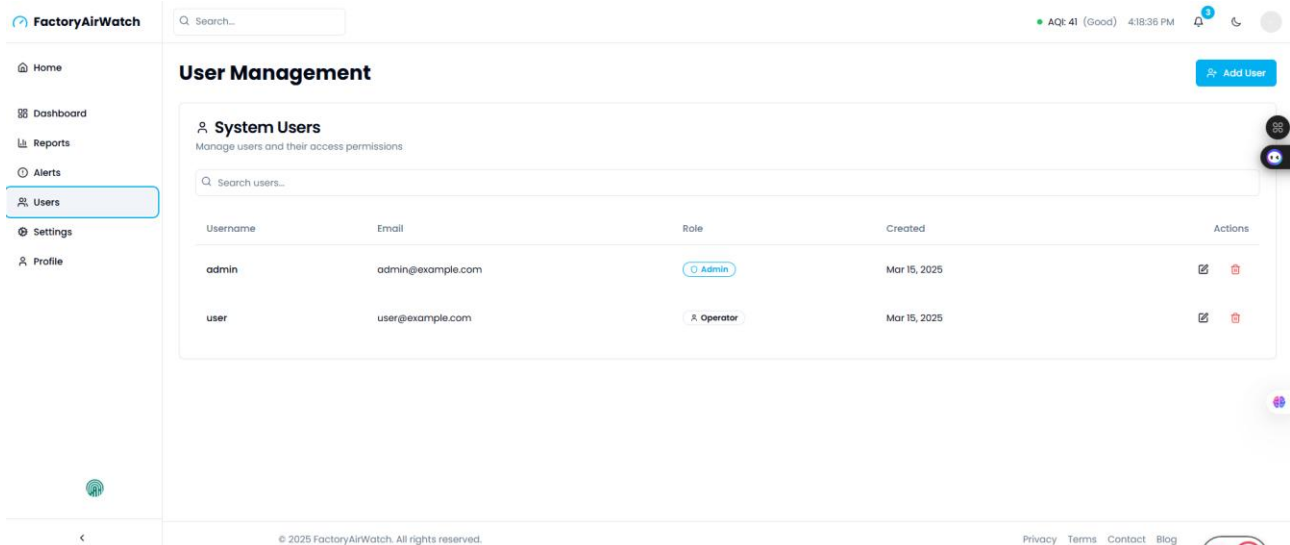 FactoryAirWatch
Search...
AQI: 41 (Good) 4:18:36 PM
3
Home
Dashboard
Reports
Alerts
Users
Settings
Profile
User Management
Add User
System Users
Manage users and their access permissions
Search users...
Username Email Role Created Actions
admin admin@example.com Admin Mar 15, 2025
user user@example.com Operator Mar 15, 2025
© 2025 FactoryAirWatch. All rights reserved.
Privacy Terms Contact Blog